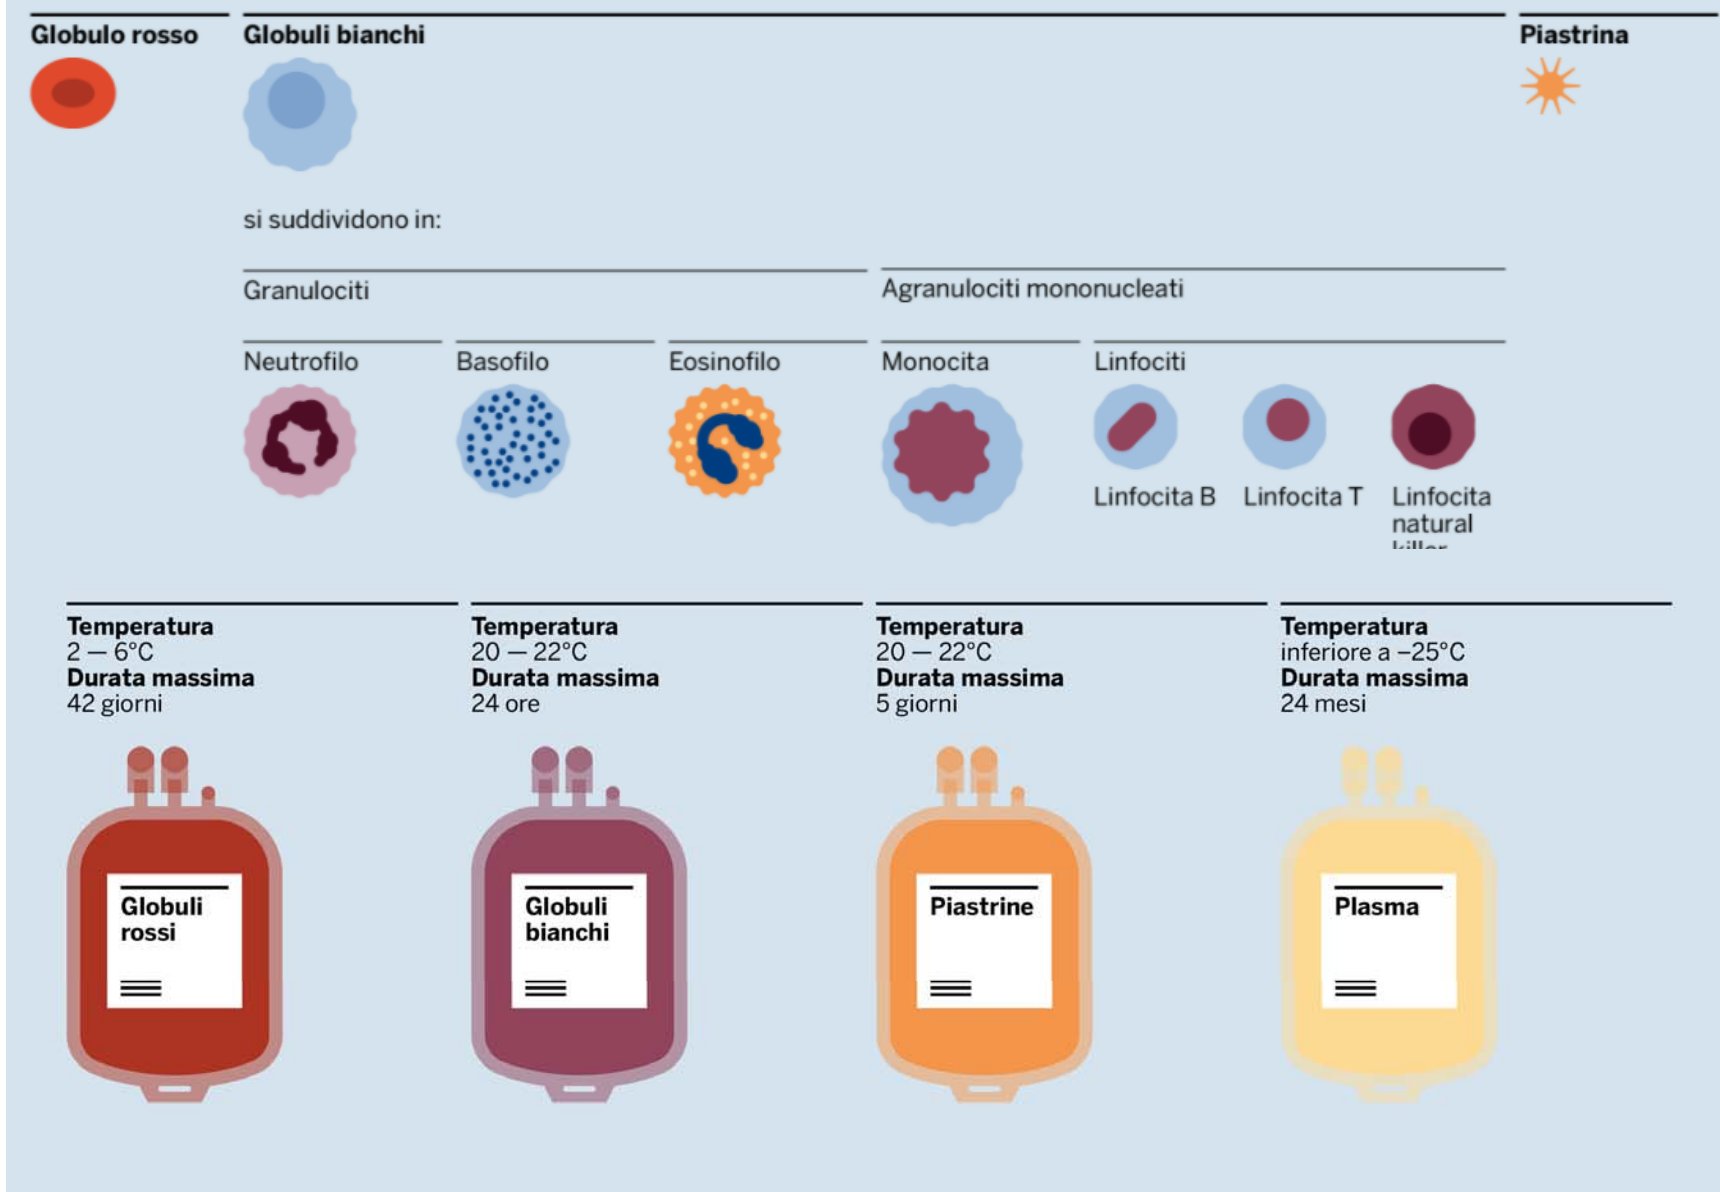 Globulo rosso
Globuli bianchi
Piastrina
si suddividono in:
Granulociti
Agranulociti mononucleati
Neutrofilo
Basofilo
Eosinofilo
Monocita
Linfociti
Linfocita B
Linfocita T
Linfocita
natural
killer
Temperatura
2 — 6°C
Durata massima
42 giorni
Temperatura
20 — 22°C
Durata massima
24 ore
Temperatura
20 — 22°C
Durata massima
5 giorni
Temperatura
inferiore a –25°C
Durata massima
24 mesi
Globuli
rossi
Globuli
bianchi
Piastrine
Plasma